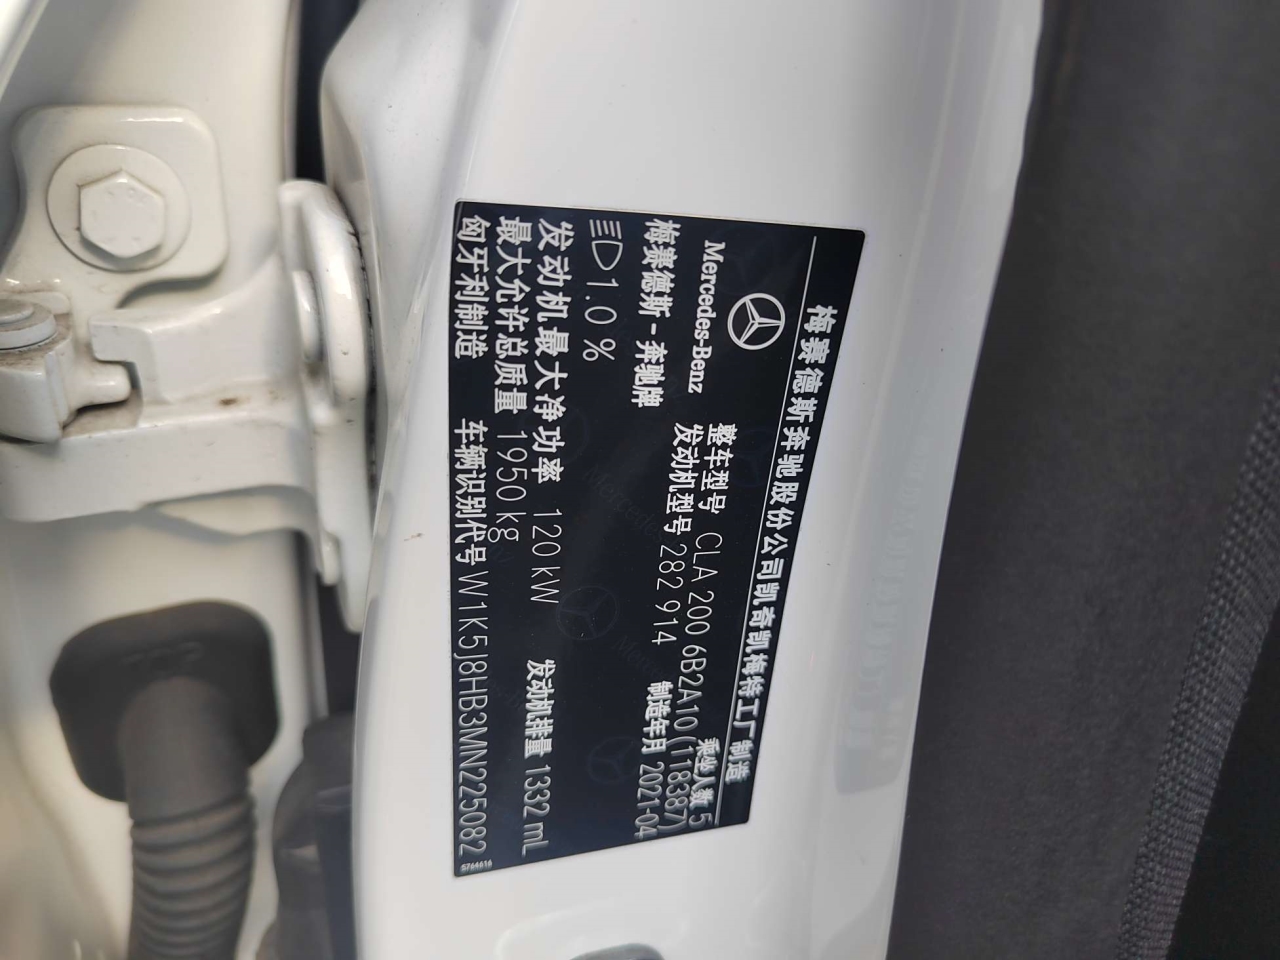 梅赛德斯奔驰股份公司凯奇凯梅特工厂制造
Mercedes-Benz
整车型号 CLA 200 6B2A10 (118387)
乘坐人数 5
梅赛德斯-奔驰牌
发动机型号 282 914
制造年月 2021-04
1.0 %
发动机最大净功率 120 kW
发动机排量 1332 mL
最大允许总质量 1950 kg
匈牙利制造
车辆识别代号 W1K5J8HB3MN225082
5764616